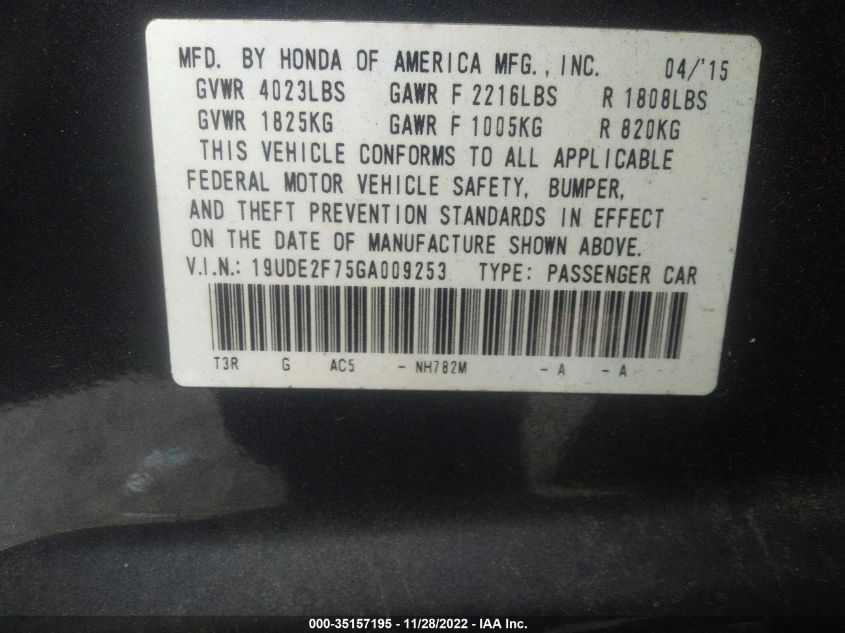 MFD. BY HONDA OF AMERICA MFG., INC. 04/'15
GVWR 4023LBS GAWR F 2216LBS R 1808LBS
GVWR 1825KG GAWR F 1005KG R 820KG
THIS VEHICLE CONFORMS TO ALL APPLICABLE
FEDERAL MOTOR VEHICLE SAFETY, BUMPER,
AND THEFT PREVENTION STANDARDS IN EFFECT
ON THE DATE OF MANUFACTURE SHOWN ABOVE.
V.I.N.: 19UDE2F75GA009253 TYPE: PASSENGER CAR
T3R G AC5 - NH782M - A - A
000-35157195 - 11/28/2022 - IAA Inc.